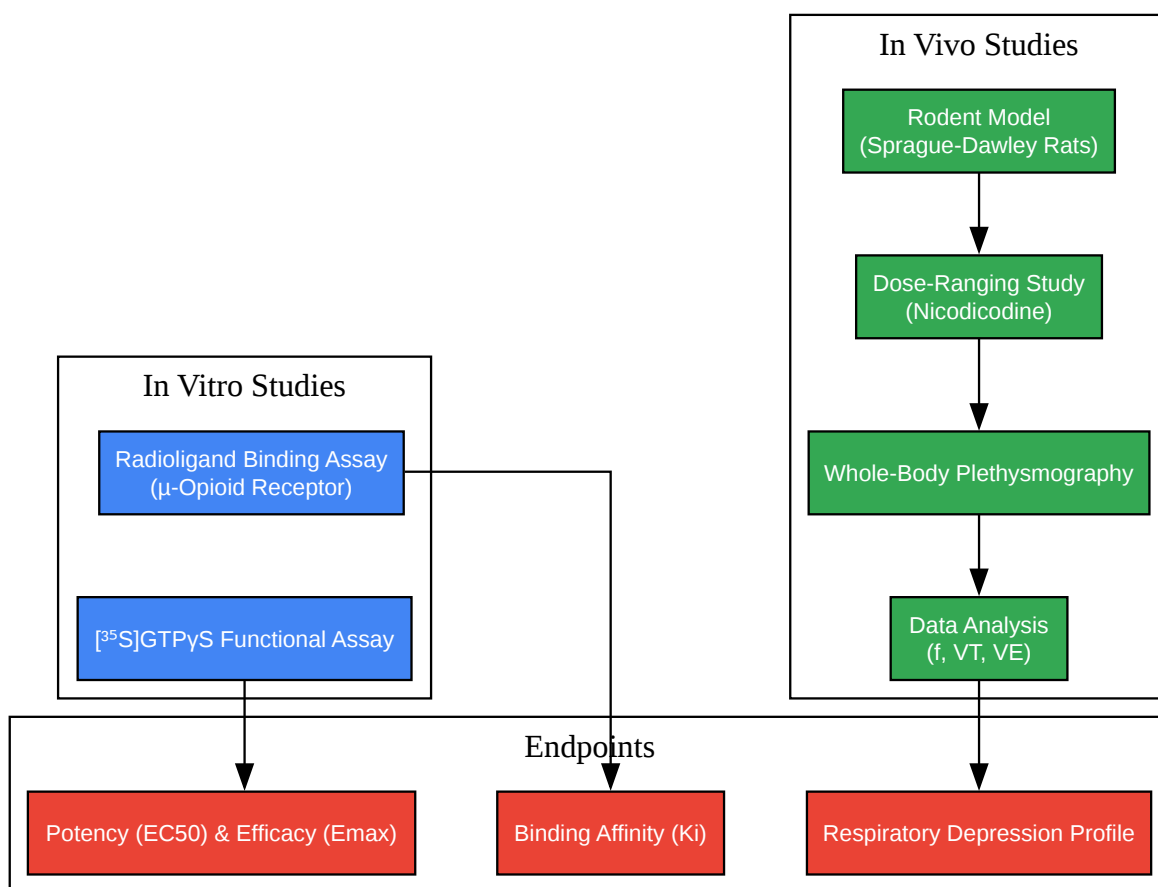 In Vivo Studies
Rodent Model
(Sprague-Dawley Rats)
Dose-Ranging Study
(Nicodicodine)
Whole-Body Plethysmography
Data Analysis
(f, VT, VE)
In Vitro Studies
Radioligand Binding Assay
(μ-Opioid Receptor)
[³⁵S]GTPγS Functional Assay
Endpoints
Potency (EC50) & Efficacy (Emax)
Binding Affinity (Ki)
Respiratory Depression Profile